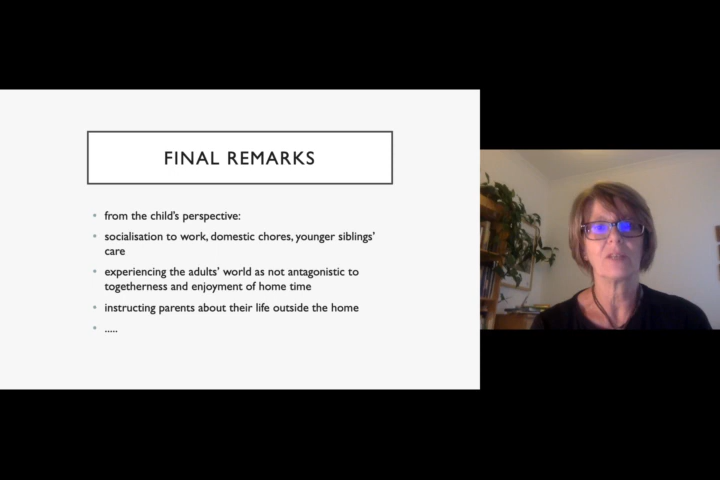 FINAL REMARKS
from the child's perspective:
socialisation to work, domestic chores, younger siblings'
care
experiencing the adults' world as not antagonistic to
togetherness and enjoyment of home time
instructing parents about their life outside the home
.....